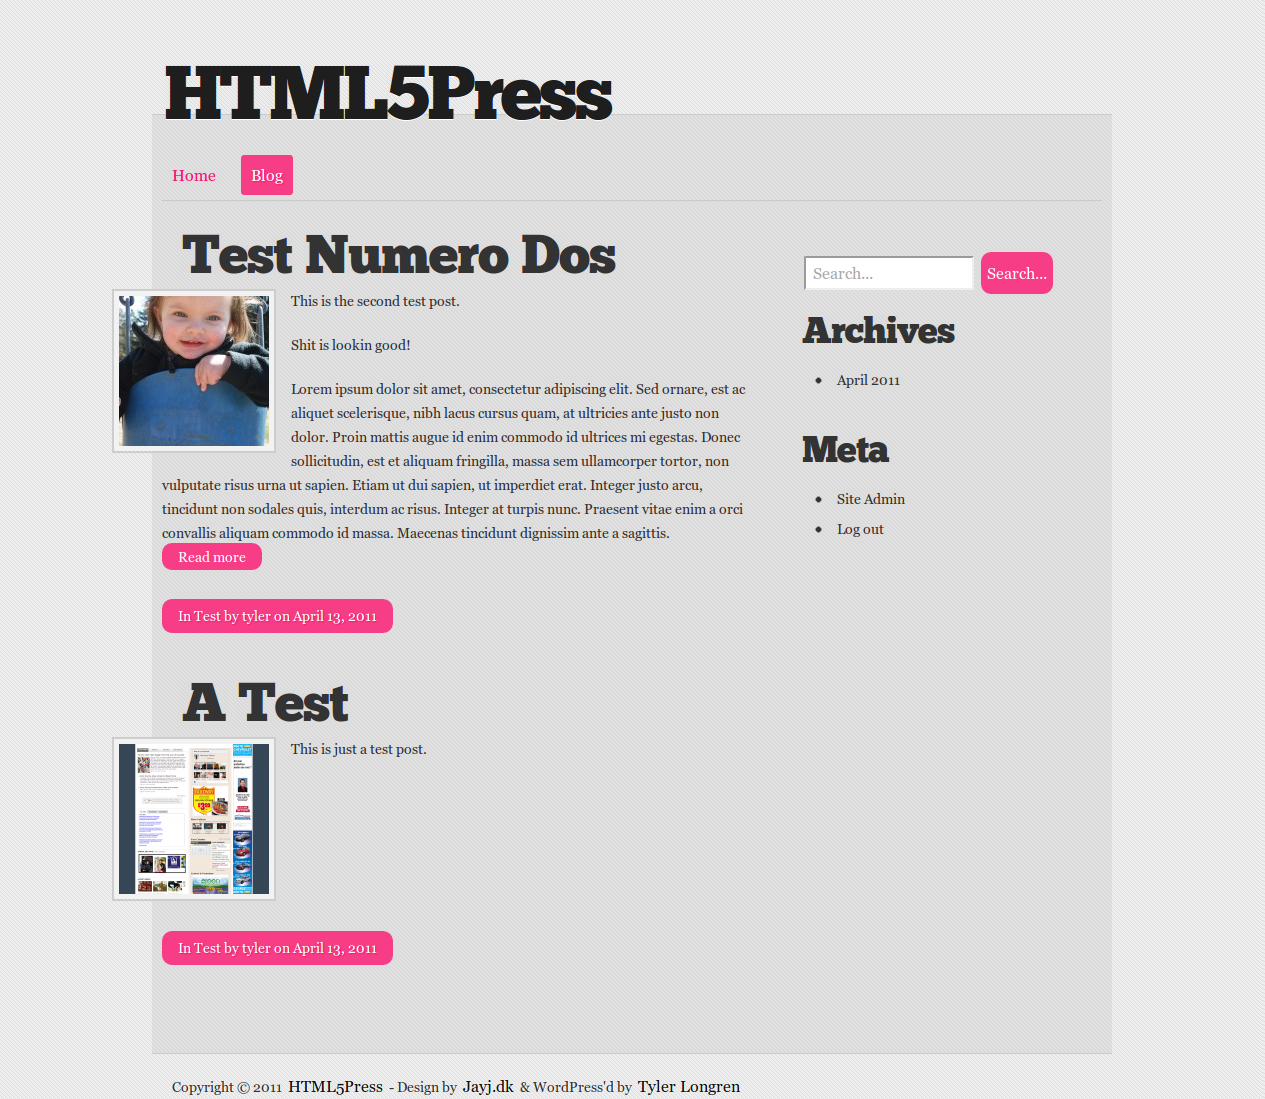 HTML5Press
Home
Blog
Test Numero Dos
This is the second test post.
Shit is lookin good!
Lorem ipsum dolor sit amet, consectetur adipiscing elit. Sed ornare, est ac
aliquet scelerisque, nibh lacus cursus quam, at ultricies ante justo non
dolor. Proin mattis augue id enim commodo id ultrices mi egestas. Donec
sollicitudin, est et aliquam fringilla, massa sem ullamcorper tortor, non
vulputate risus urna ut sapien. Etiam ut dui sapien, ut imperdiet erat. Integer justo arcu,
tincidunt non sodales quis, interdum ac risus. Integer at turpis nunc. Praesent vitae enim a orci
convallis aliquam commodo id massa. Maecenas tincidunt dignissim ante a sagittis.
Read more
In Test by tyler on April 13, 2011
A Test
This is just a test post.
In Test by tyler on April 13, 2011
Search...
Search...
Archives
April 2011
Meta
Site Admin
Log out
Copyright © 2011 HTML5Press - Design by Jayj.dk & WordPress'd by Tyler Longren